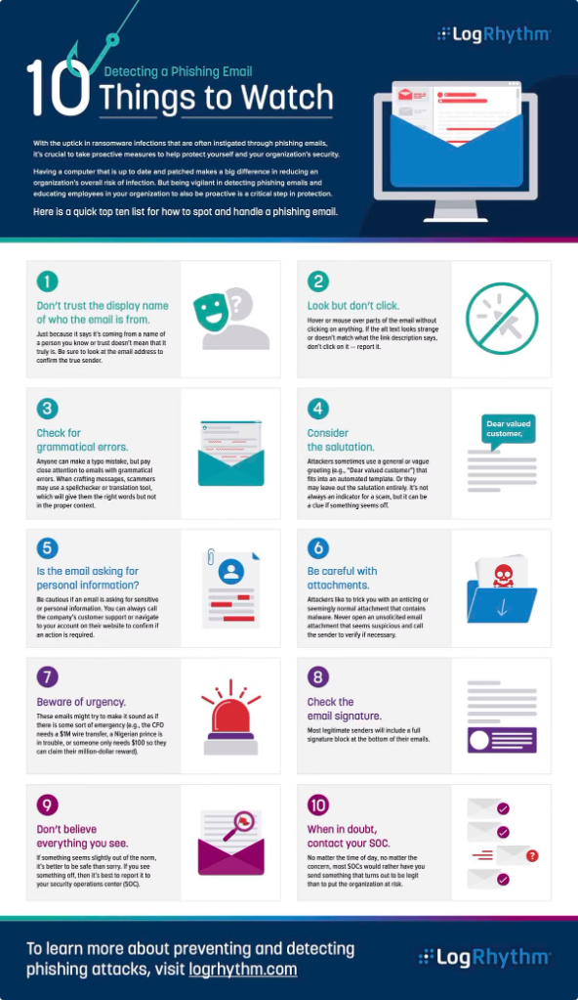 LogRhythm
10
Detecting a Phishing Email
Things to Watch
With the uptick in ransomware infections that are often instigated through phishing emails,
it's crucial to take proactive measures to help protect yourself and your organization's security.
Having a computer that is up to date and patched makes a big difference in reducing an
organization's overall risk of infection. But being vigilant in detecting phishing emails and
educating employees in your organization to also be proactive is a critical step in protection.
Here is a quick top ten list for how to spot and handle a phishing email.
1
Don't trust the display name
of who the email is from.
Just because it says it's coming from a name of
a person you know or trust doesn't mean that it
truly is. Be sure to look at the email address to
confirm the true sender.
?
2
Look but don't click.
Hover or mouse over parts of the email without
clicking on anything. If the alt text looks strange
or doesn't match what the link description says,
don't click on it — report it.
3
Check for
grammatical errors.
Anyone can make a typo mistake, but pay
close attention to emails with grammatical
errors. When crafting messages, scammers
may use a spellchecker or translation tool,
which will give them the right words but not
in the proper context.
4
Consider
the salutation.
Attackers sometimes use a general or vague
greeting (e.g., "Dear valued customer") that
fits into an automated template. Or they
may leave out the salutation entirely. It's not
always an indicator for a scam, but it can be
a clue if something seems off.
Dear valued
customer,
5
Is the email asking for
personal information?
Be cautious if an email is asking for sensitive
or personal information. You can always call
the company's customer support or navigate
to your account on their website to confirm if
an action is required.
6
Be careful with
attachments.
Attackers like to trick you with an enticing or
seemingly normal attachment that contains
malware. Never open an unsolicited email
attachment that seems suspicious and call
the sender to verify if necessary.
7
Beware of urgency.
These emails might try to make it sound as if
there is some sort of emergency (e.g., the CFO
needs a $1M wire transfer, a Nigerian prince is
in trouble, or someone only needs $100 so they
can claim their million-dollar reward).
8
Check the
email signature.
Most legitimate senders will include a full
signature block at the bottom of their emails.
9
Don't believe
everything you see.
If something seems slightly out of the norm,
it's better to be safe than sorry. If you see
something off, then it's best to report it to
your security operations center (SOC).
10
When in doubt,
contact your SOC.
No matter the time of day, no matter the
concern, most SOCs would rather have you
send something that turns out to be legit
than to put the organization at risk.
?
To learn more about preventing and detecting
phishing attacks, visit logrhythm.com
LogRhythm